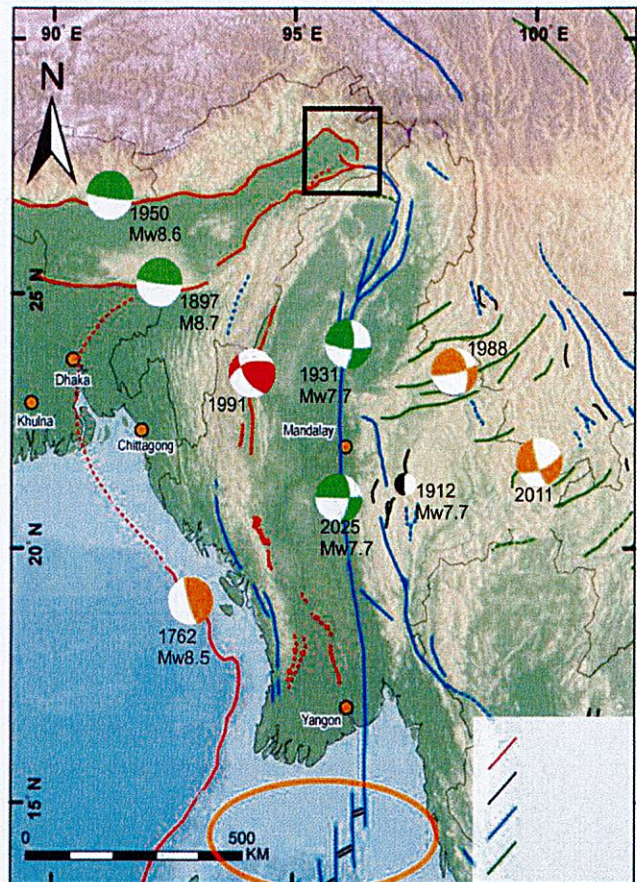 90°E
95°E
100°E
N
1950
Mw8.6
25 N
1897
M8.7
1988
Dhaka
1931
Mw7.7
1991
Khulna
Chittagong
Mandalay
1912
Mw7.7
2011
2025
Mw7.7
20 N
1762
Mw8.5
Yangon
15 N
0
500
KM